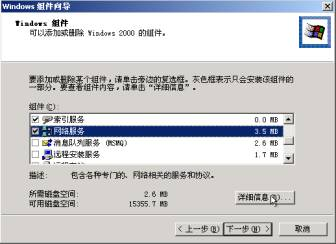 Windows 组件向导
Windows 组件
可以添加或删除 Windows 2000 的组件。
要添加或删除某个组件，请单击旁边的复选框。灰色框表示只会安装该组件的
一部分。要查看组件内容，请单击“详细信息”。
组件(C):
索引服务 0.0 MB
网络服务 3.5 MB
消息队列服务 (MSMQ) 2.6 MB
远程安装服务 1.7 MB
描述: 包含各种专门的、网络相关的服务和协议。
所需磁盘空间: 2.6 MB
可用磁盘空间: 15355.7 MB
详细信息(D)...
< 上一步(B) 下一步(N) > 取消